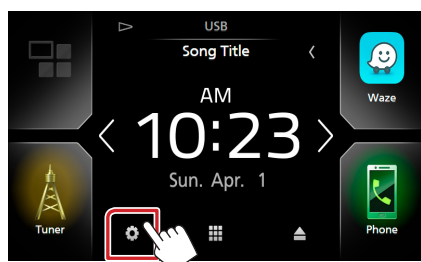 USB
Song Title
AM
10:23
Sun. Apr. 1
Waze
Tuner
Phone